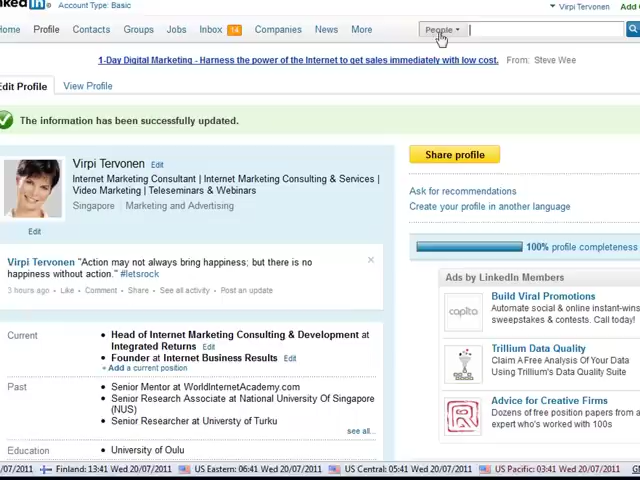 Linked in Account Type: Basic
Virpi Tervonen
Home Profile Contacts Groups Jobs Inbox 14 Companies News More
People
1-Day Digital Marketing - Harness the power of the Internet to get sales immediately with low cost. From: Steve Wee
Edit Profile View Profile
The information has been successfully updated.
Virpi Tervonen Edit
Internet Marketing Consultant | Internet Marketing Consulting & Services |
Video Marketing | Teleseminars & Webinars
Singapore Marketing and Advertising
Edit
Share profile
Ask for recommendations
Create your profile in another language
100% profile completeness
Virpi Tervonen "Action may not always bring happiness; but there is no
happiness without action." #letsrock
3 hours ago • Like • Comment • Share • See all activity • Post an update
Current
• Head of Internet Marketing Consulting & Development at
Integrated Returns Edit
• Founder at Internet Business Results Edit
+ Add a current position
Past
• Senior Mentor at WorldInternetAcademy.com
• Senior Research Associate at National University Of Singapore
(NUS)
• Senior Researcher at Univesrty of Turku
see all...
Education
• University of Oulu
Ads by LinkedIn Members
capita
Build Viral Promotions
Automate social & online instant-wins
sweepstakes & contests. Call today!
Trillium Data Quality
Claim A Free Analysis Of Your Data
Using Trillium's Data Quality Suite
Advice for Creative Firms
Dozens of free position papers from a
expert who's worked with 100s
/07/2011 Finland: 13:41 Wed 20/07/2011 US Eastern: 06:41 Wed 20/07/2011 US Central: 05:41 Wed 20/07/2011 US Pacific: 03:41 Wed 20/07/2011